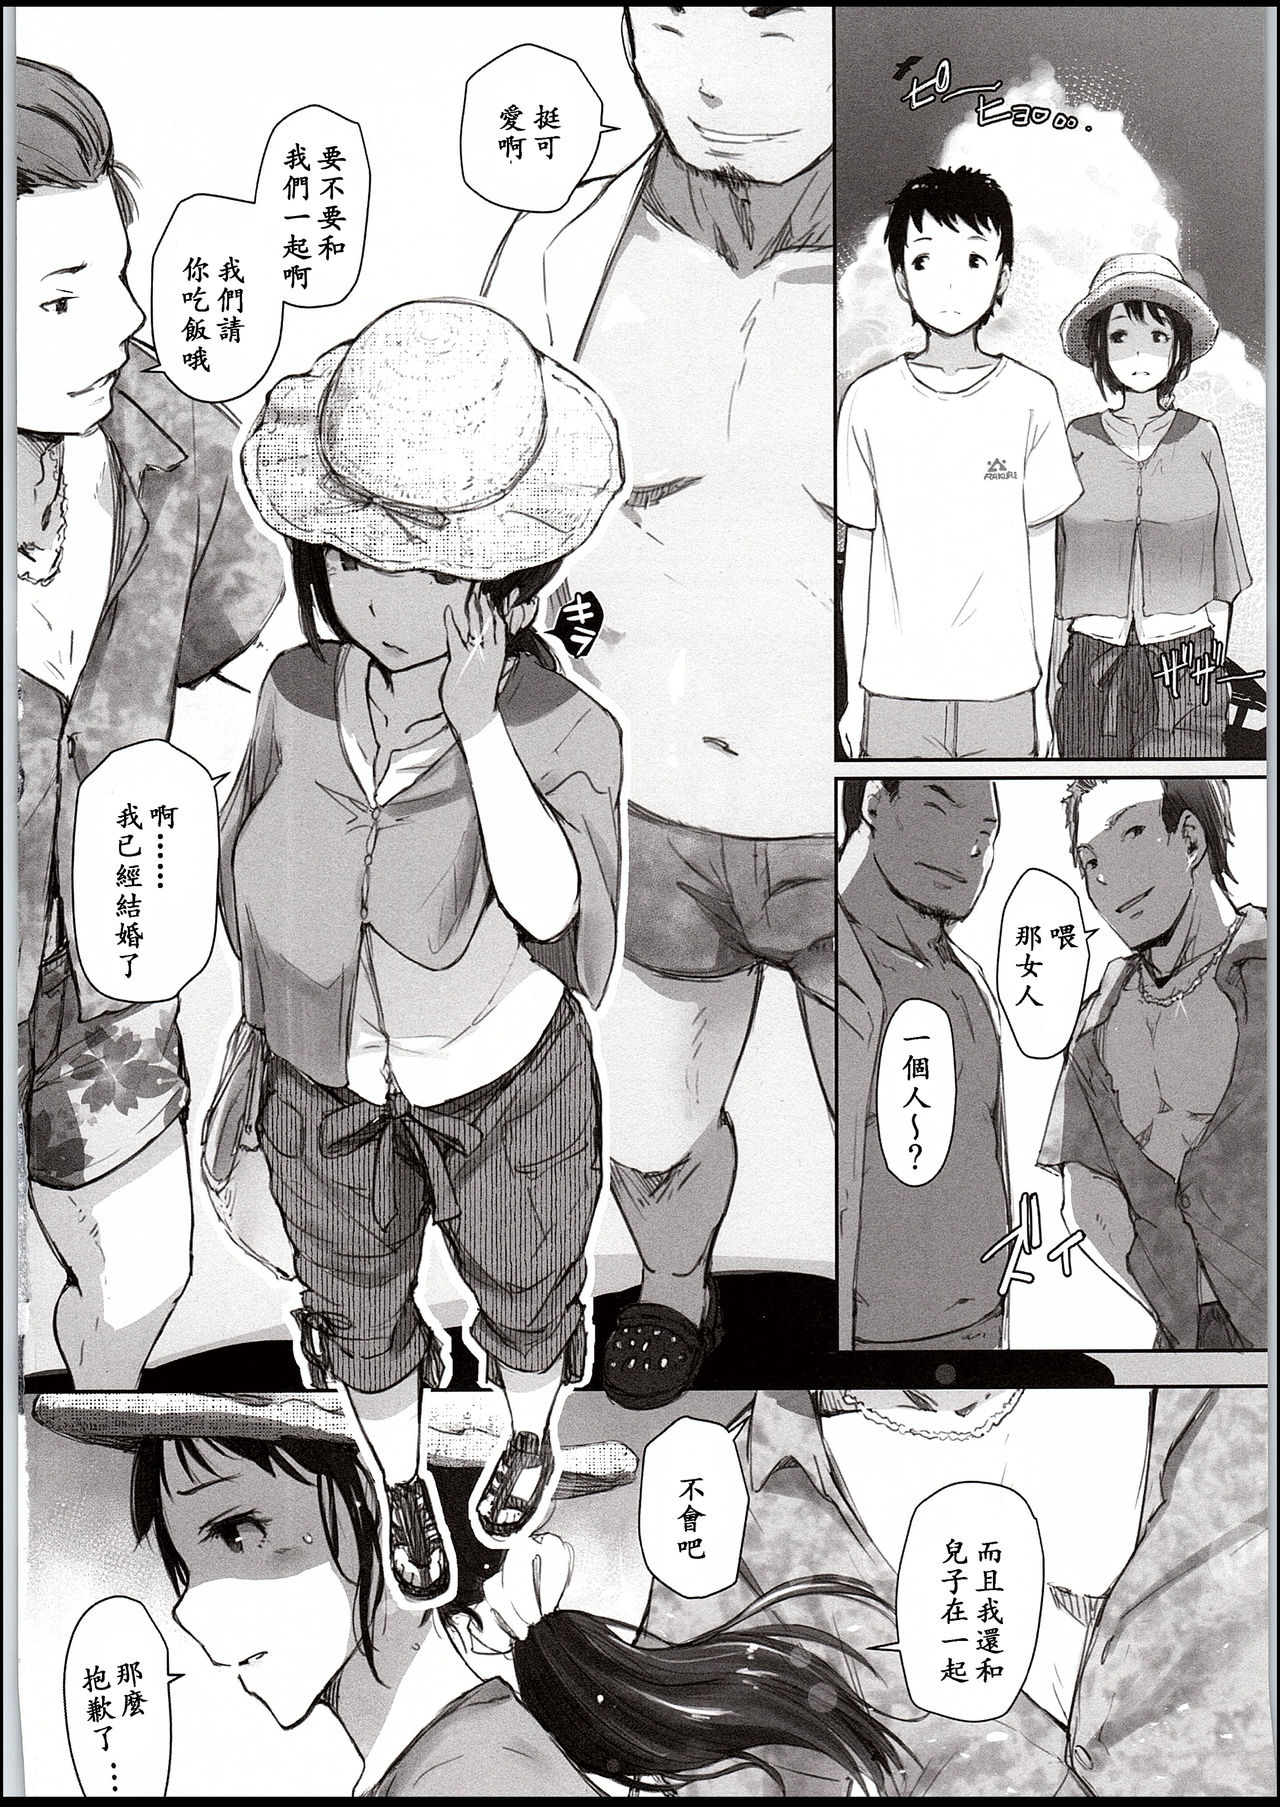 ピー
ヒョロロ..
RAKURE
ザザー
喂
那女人
一個人～？
挺可
愛啊
要不要和
我們一起啊
我們請
你吃飯哦
キラ
啊……
我已經結婚了
而且我還和
兒子在一起
不會吧
那麼
抱歉了…